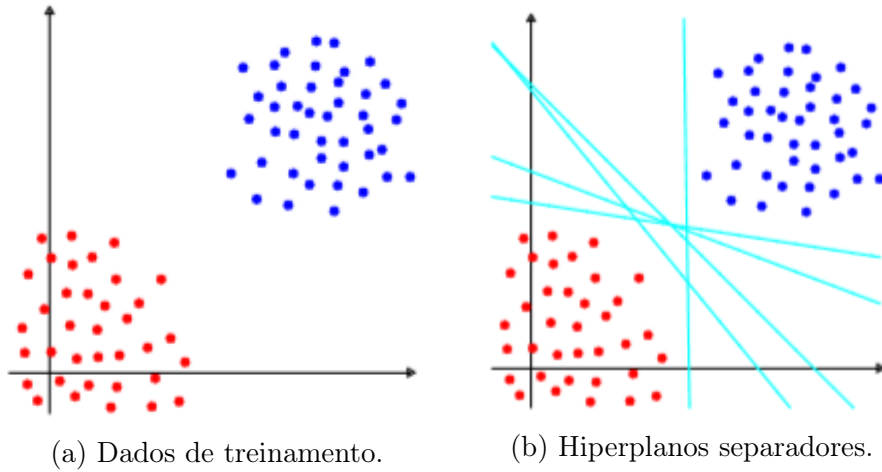 (a) Dados de treinamento.
(b) Hiperplanos separadores.